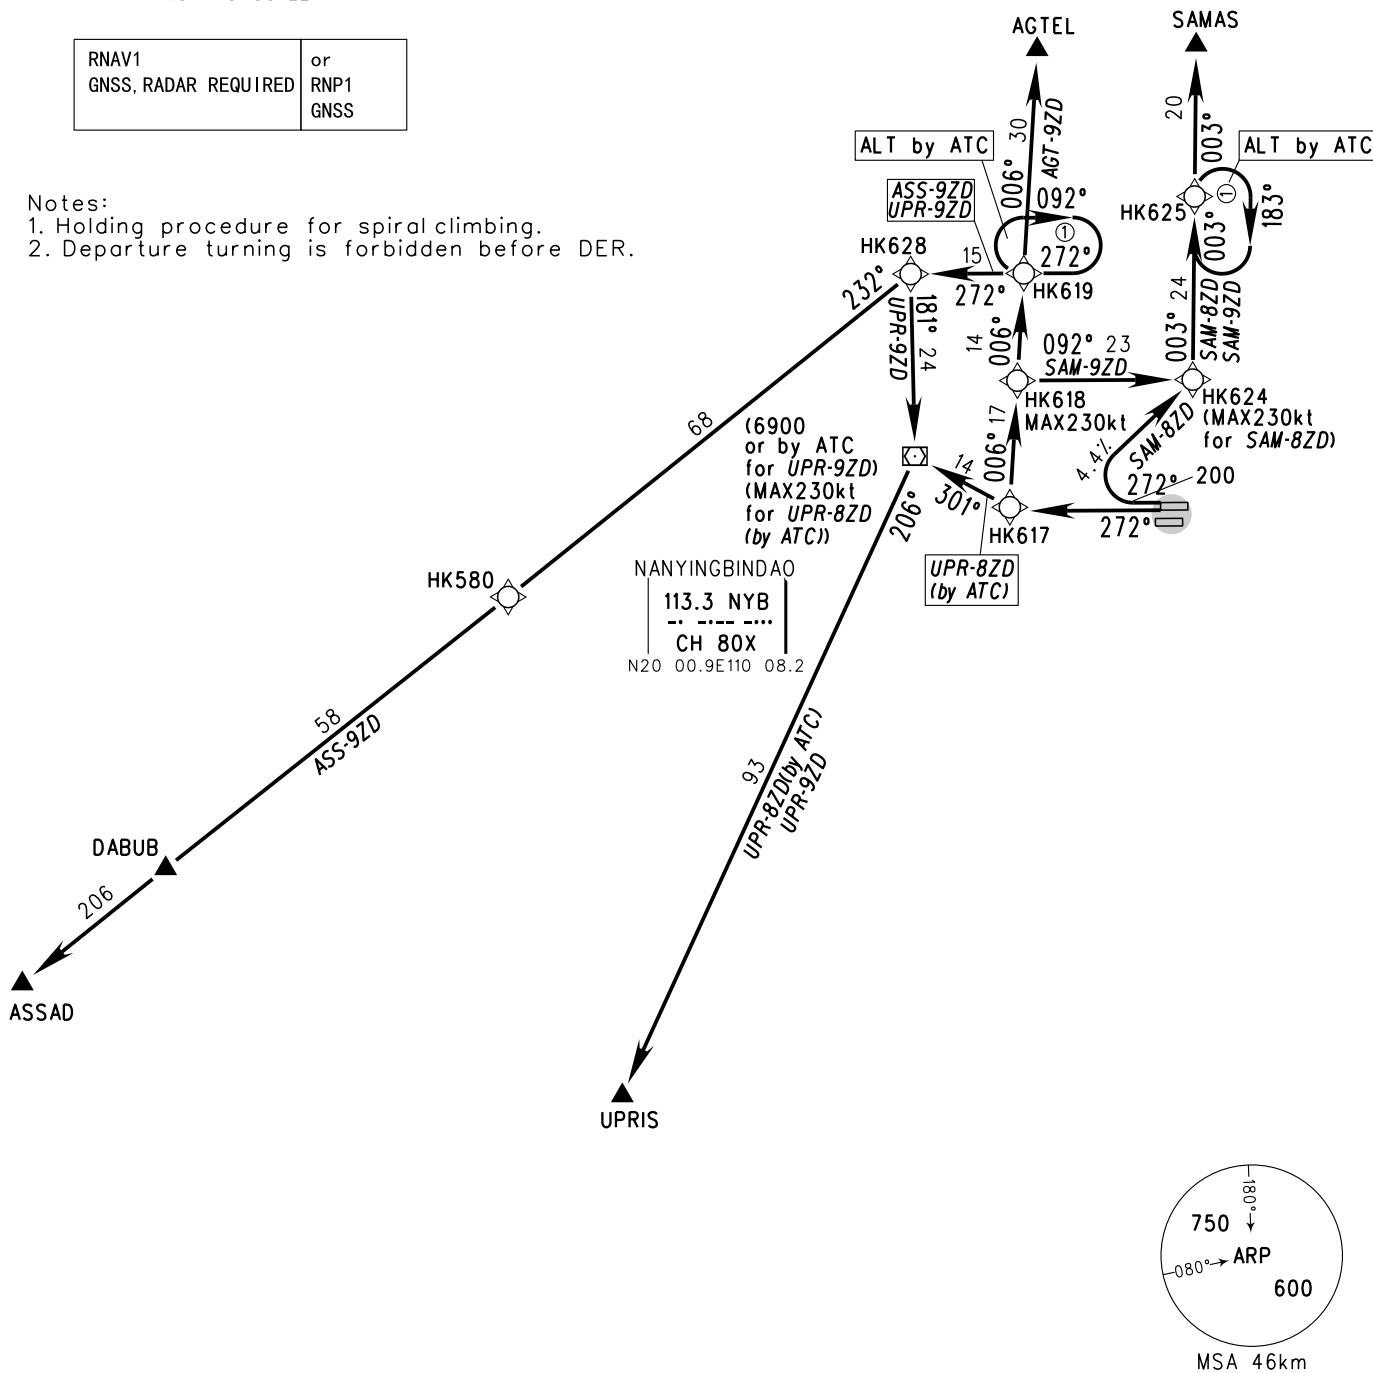 RNAV1
GNSS, RADAR REQUIRED
or
RNP1
GNSS
Notes:
1. Holding procedure for spiral climbing.
2. Departure turning is forbidden before DER.
AGTEL
SAMAS
30
AGT-9ZD
006°
20
003°
ALT by ATC
ALT by ATC
ASS-9ZD
UPR-9ZD
092°
①
272°
HK619
HK625
①
183°
003°
HK628
15
272°
232°
181°
24
UPR-9ZD
14
006°
24
003°
SAM-8ZD
SAM-9ZD
092° 23
SAM-9ZD
HK618
MAX230kt
HK624
(MAX230kt
for SAM-8ZD)
68
(6900
or by ATC
for UPR-9ZD)
(MAX230kt
for UPR-8ZD
(by ATC))
17
006°
14
301°
206°
4.4%
SAM-8ZD
272°
200
272°
HK617
UPR-8ZD
(by ATC)
NANYINGBINDAO
113.3 NYB
-· -·-- -···
CH 80X
N20 00.9E110 08.2
HK580
58
ASS-9ZD
93
UPR-8ZD(by ATC)
UPR-9ZD
DABUB
206
ASSAD
UPRIS
180°
750
080°
ARP
600
MSA 46km